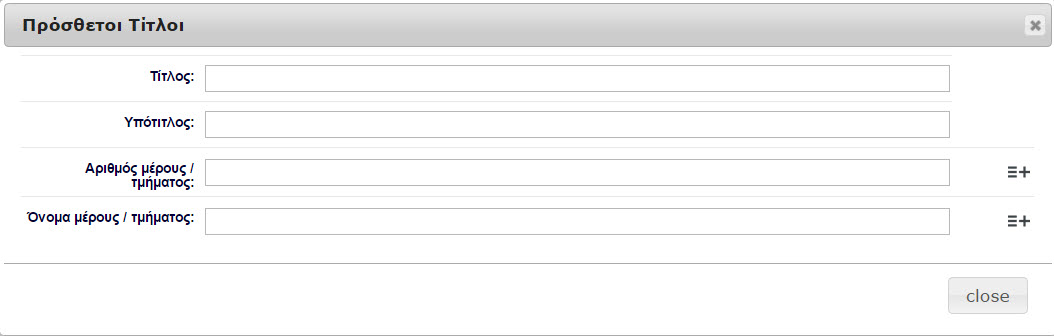 Πρόσθετοι Τίτλοι
Τίτλος:
Υπότιτλος:
Αριθμός μέρους /
τμήματος:
Όνομα μέρους / τμήματος:
close